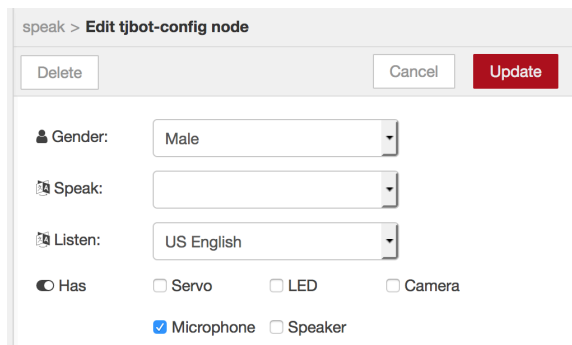 speak > Edit tjbot-config node
Delete Cancel Update
Gender: Male
Speak:
Listen: US English
Has Servo LED Camera
Microphone Speaker